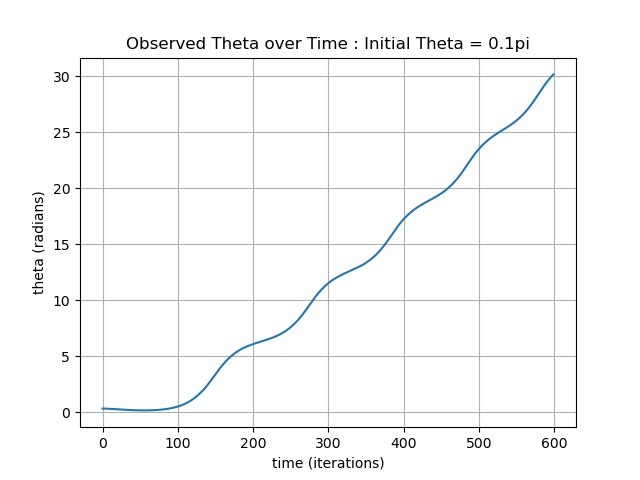 Observed Theta over Time : Initial Theta = 0.1pi
30
25
20
15
10
5
0
theta (radians)
0 100 200 300 400 500 600
time (iterations)